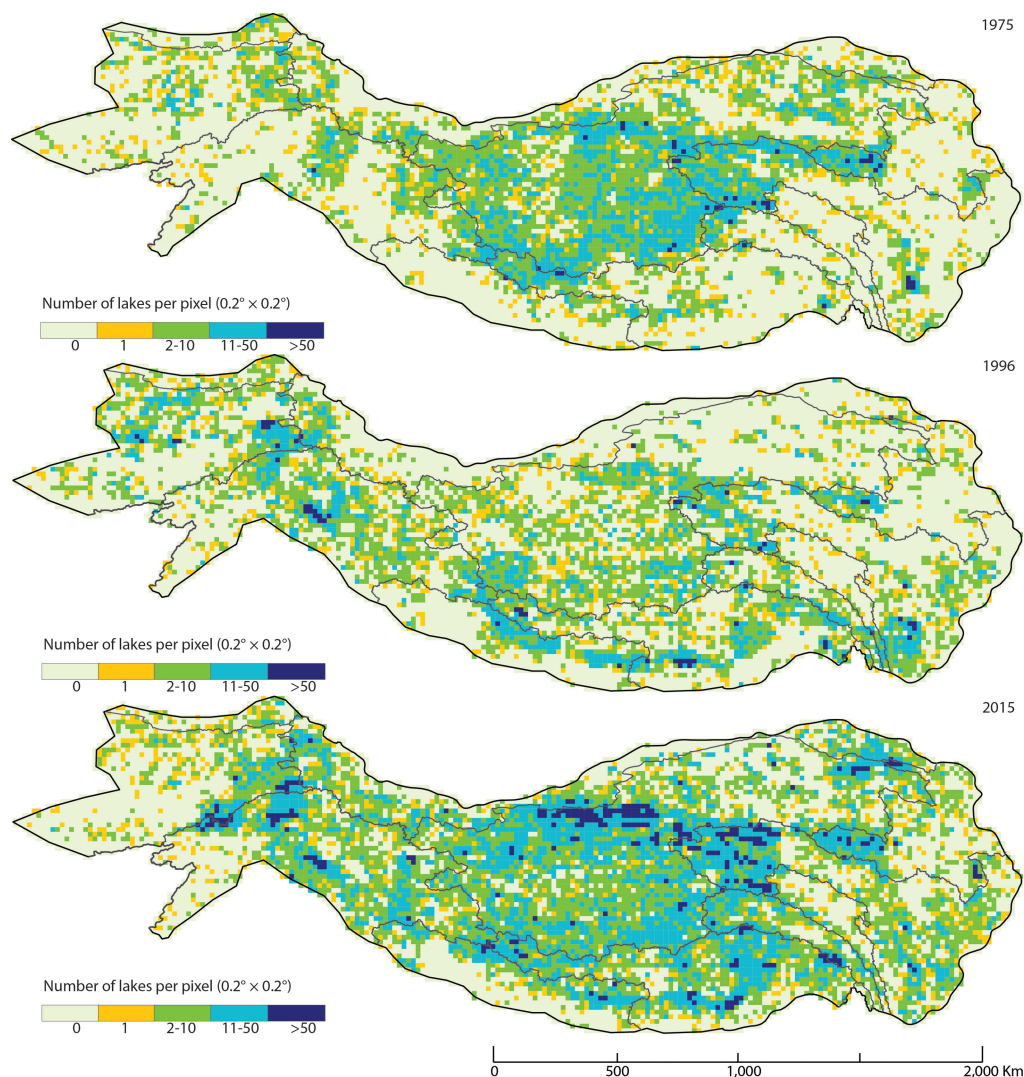 1975
Number of lakes per pixel (0.2° × 0.2°)
0 1 2-10 11-50 >50
1996
Number of lakes per pixel (0.2° × 0.2°)
0 1 2-10 11-50 >50
2015
Number of lakes per pixel (0.2° × 0.2°)
0 1 2-10 11-50 >50
0 500 1,000 2,000 Km